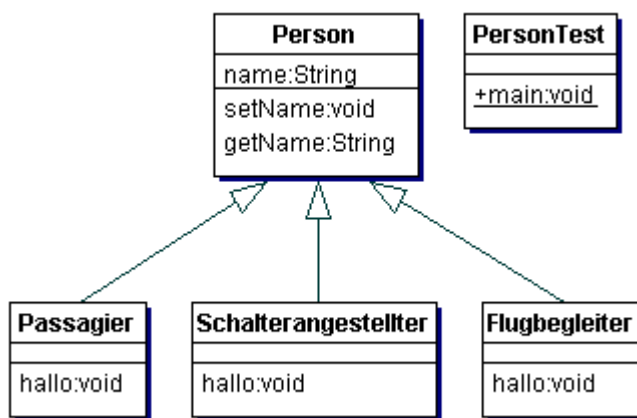 Person
name:String
setName:void
getName:String
PersonTest
+main:void
Passagier
hallo:void
Schalterangestellter
hallo:void
Flugbegleiter
hallo:void